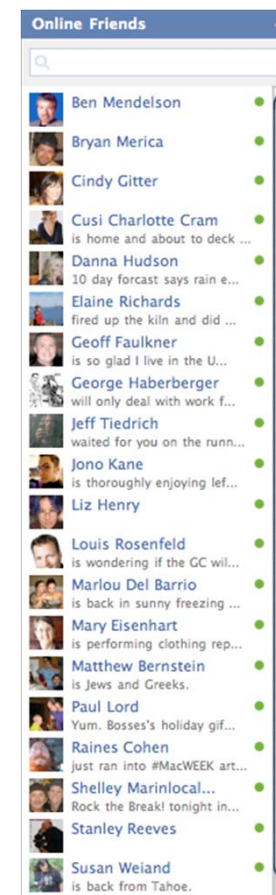 Online Friends
Ben Mendelson
Bryan Merica
Cindy Gitter
Cusi Charlotte Cram
is home and about to deck ...
Danna Hudson
10 day forcast says rain e...
Elaine Richards
fired up the kiln and did ...
Geoff Faulkner
is so glad I live in the U...
George Haberberger
will only deal with work f...
Jeff Tiedrich
waited for you on the runn...
Jono Kane
is thoroughly enjoying lef...
Liz Henry
Louis Rosenfeld
is wondering if the GC wil...
Marlou Del Barrio
is back in sunny freezing ...
Mary Eisenhart
is performing clothing rep...
Matthew Bernstein
is Jews and Greeks.
Paul Lord
Yum. Bosses's holiday gif...
Raines Cohen
just ran into #MacWEEK art...
Shelley Marinlocal...
Rock the Break! tonight in...
Stanley Reeves
Susan Weiand
is back from Tahoe.